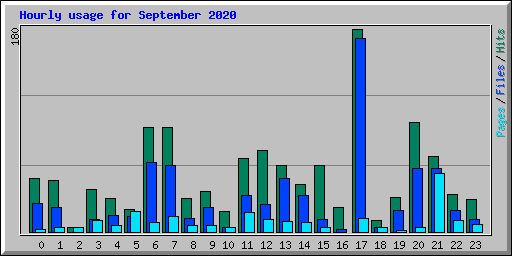 Hourly usage for September 2020
180
Pages/Files/Hits
0 1 2 3 4 5 6 7 8 9 10 11 12 13 14 15 16 17 18 19 20 21 22 23